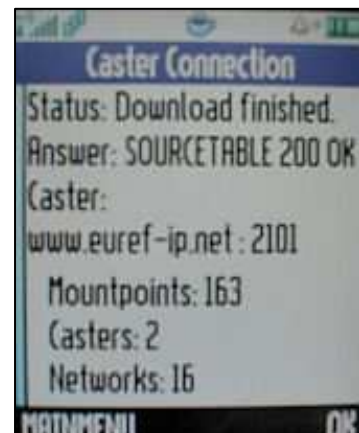 Caster Connection
Status: Download finished.
Answer: SOURCETABLE 200 OK
Caster:
www.euref-ip.net : 2101
Mountpoints: 163
Casters: 2
Networks: 16
MAINMENU OK